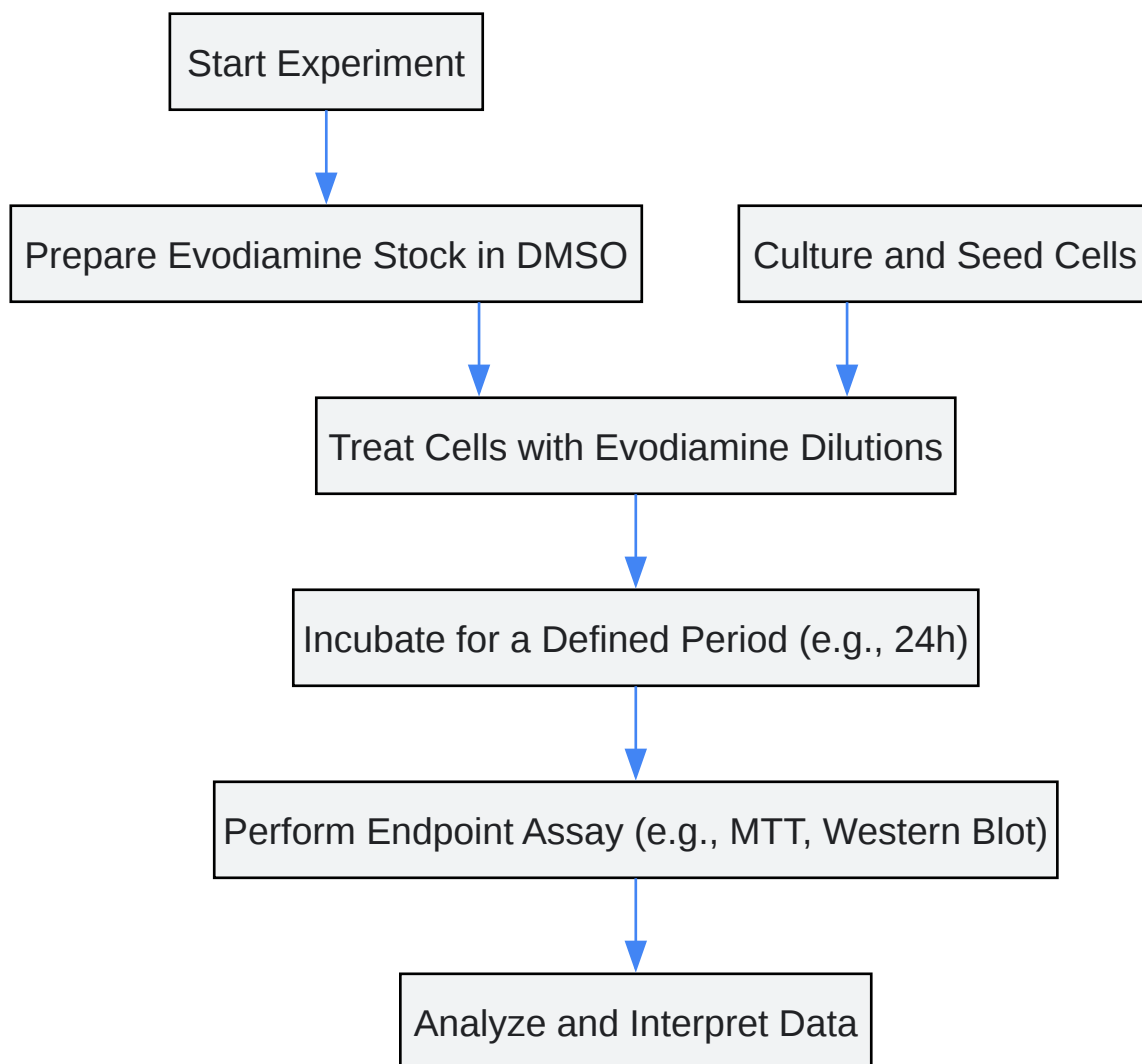 Start Experiment
Prepare Evodiamine Stock in DMSO
Culture and Seed Cells
Treat Cells with Evodiamine Dilutions
Incubate for a Defined Period (e.g., 24h)
Perform Endpoint Assay (e.g., MTT, Western Blot)
Analyze and Interpret Data